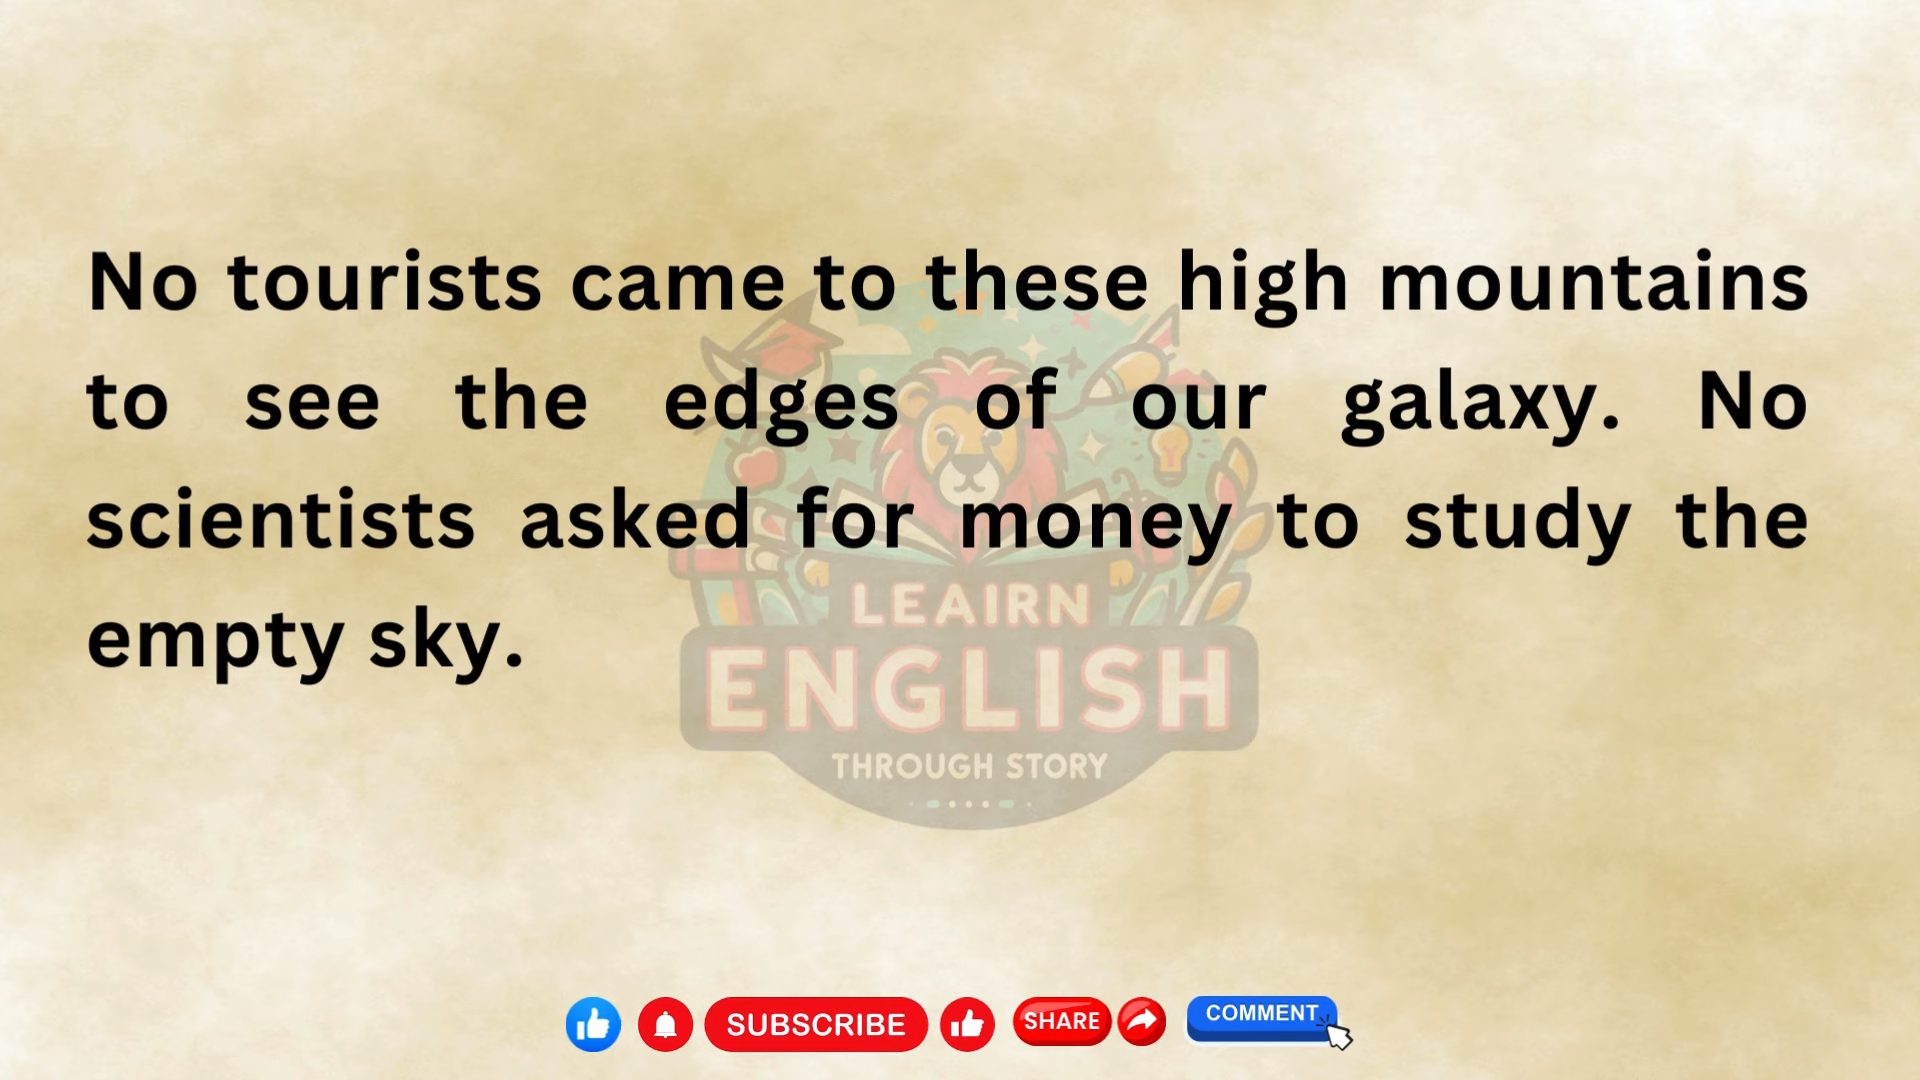 No tourists came to these high mountains
to see the edges of our galaxy. No
scientists asked for money to study the
empty sky.
LEAIRN
ENGLISH
THROUGH STORY
SUBSCRIBE
SHARE
COMMENT